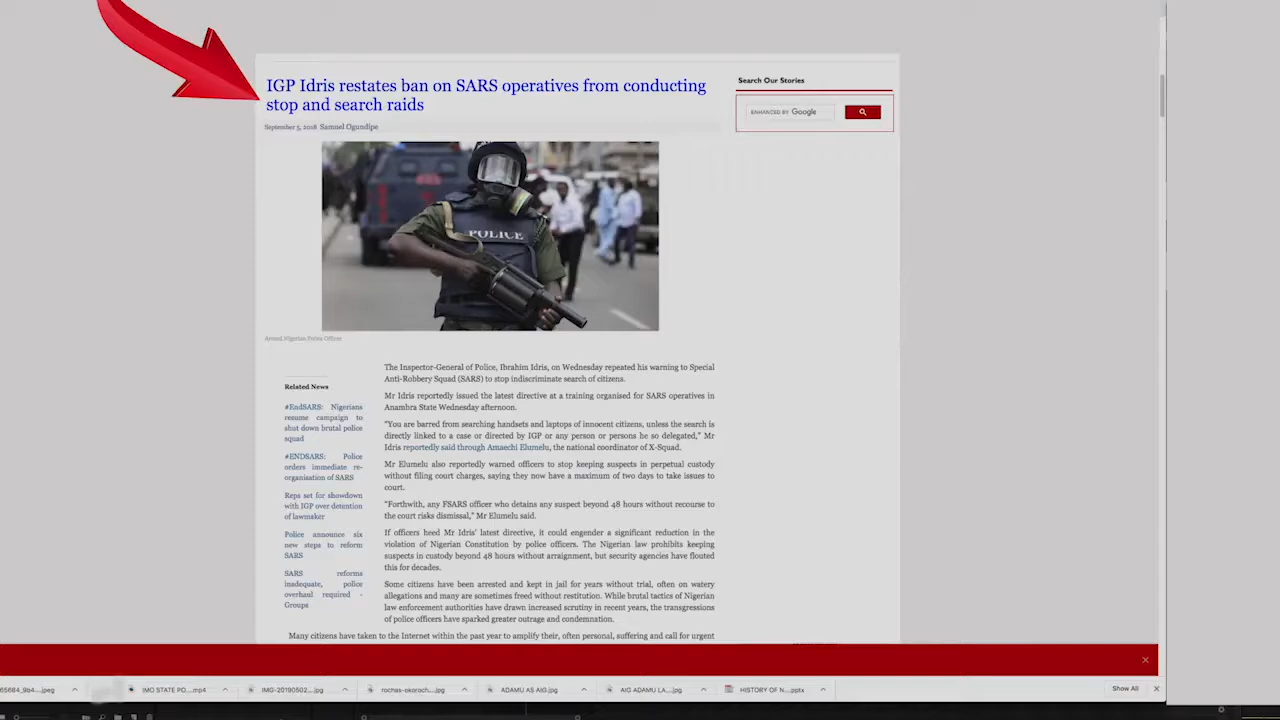 IGP Idris restates ban on SARS operatives from conducting
stop and search raids
September 5, 2018 Samuel Ogundipe
Search Our Stories
ENHANCED BY Google
POLICE
Armed Nigerian Police Officer
The Inspector-General of Police, Ibrahim Idris, on Wednesday repeated his warning to Special
Anti-Robbery Squad (SARS) to stop indiscriminate search of citizens.
Mr Idris reportedly issued the latest directive at a training organised for SARS operatives in
Anambra State Wednesday afternoon.
"You are barred from searching handsets and laptops of innocent citizens, unless the search is
directly linked to a case or directed by IGP or any person or persons he so delegated," Mr
Idris reportedly said through Amaechi Elumelu, the national coordinator of X-Squad.
Mr Elumelu also reportedly warned officers to stop keeping suspects in perpetual custody
without filing court charges, saying they now have a maximum of two days to take issues to
court.
"Forthwith, any FSARS officer who detains any suspect beyond 48 hours without recourse to
the court risks dismissal," Mr Elumelu said.
If officers heed Mr Idris' latest directive, it could engender a significant reduction in the
violation of Nigerian Constitution by police officers. The Nigerian law prohibits keeping
suspects in custody beyond 48 hours without arraignment, but security agencies have flouted
this for decades.
Some citizens have been arrested and kept in jail for years without trial, often on watery
allegations and many are sometimes freed without restitution. While brutal tactics of Nigerian
law enforcement authorities have drawn increased scrutiny in recent years, the transgressions
of police officers have sparked greater outrage and condemnation.
Many citizens have taken to the Internet within the past year to amplify their, often personal, suffering and call for urgent
Related News
#EndSARS: Nigerians
resume campaign to
shut down brutal police
squad
#ENDSARS: Police
orders immediate re-
organisation of SARS
Reps set for showdown
with IGP over detention
of lawmaker
Police announce six
new steps to reform
SARS
SARS reforms
inadequate, police
overhaul required -
Groups
65684_9b4....jpeg
IMO STATE PO....mp4
IMG-20190502...jpg
rochas-okoroch...jpg
ADAMU AS AIG.jpg
AIG ADAMU LA....jpg
HISTORY OF N....pptx
Show All